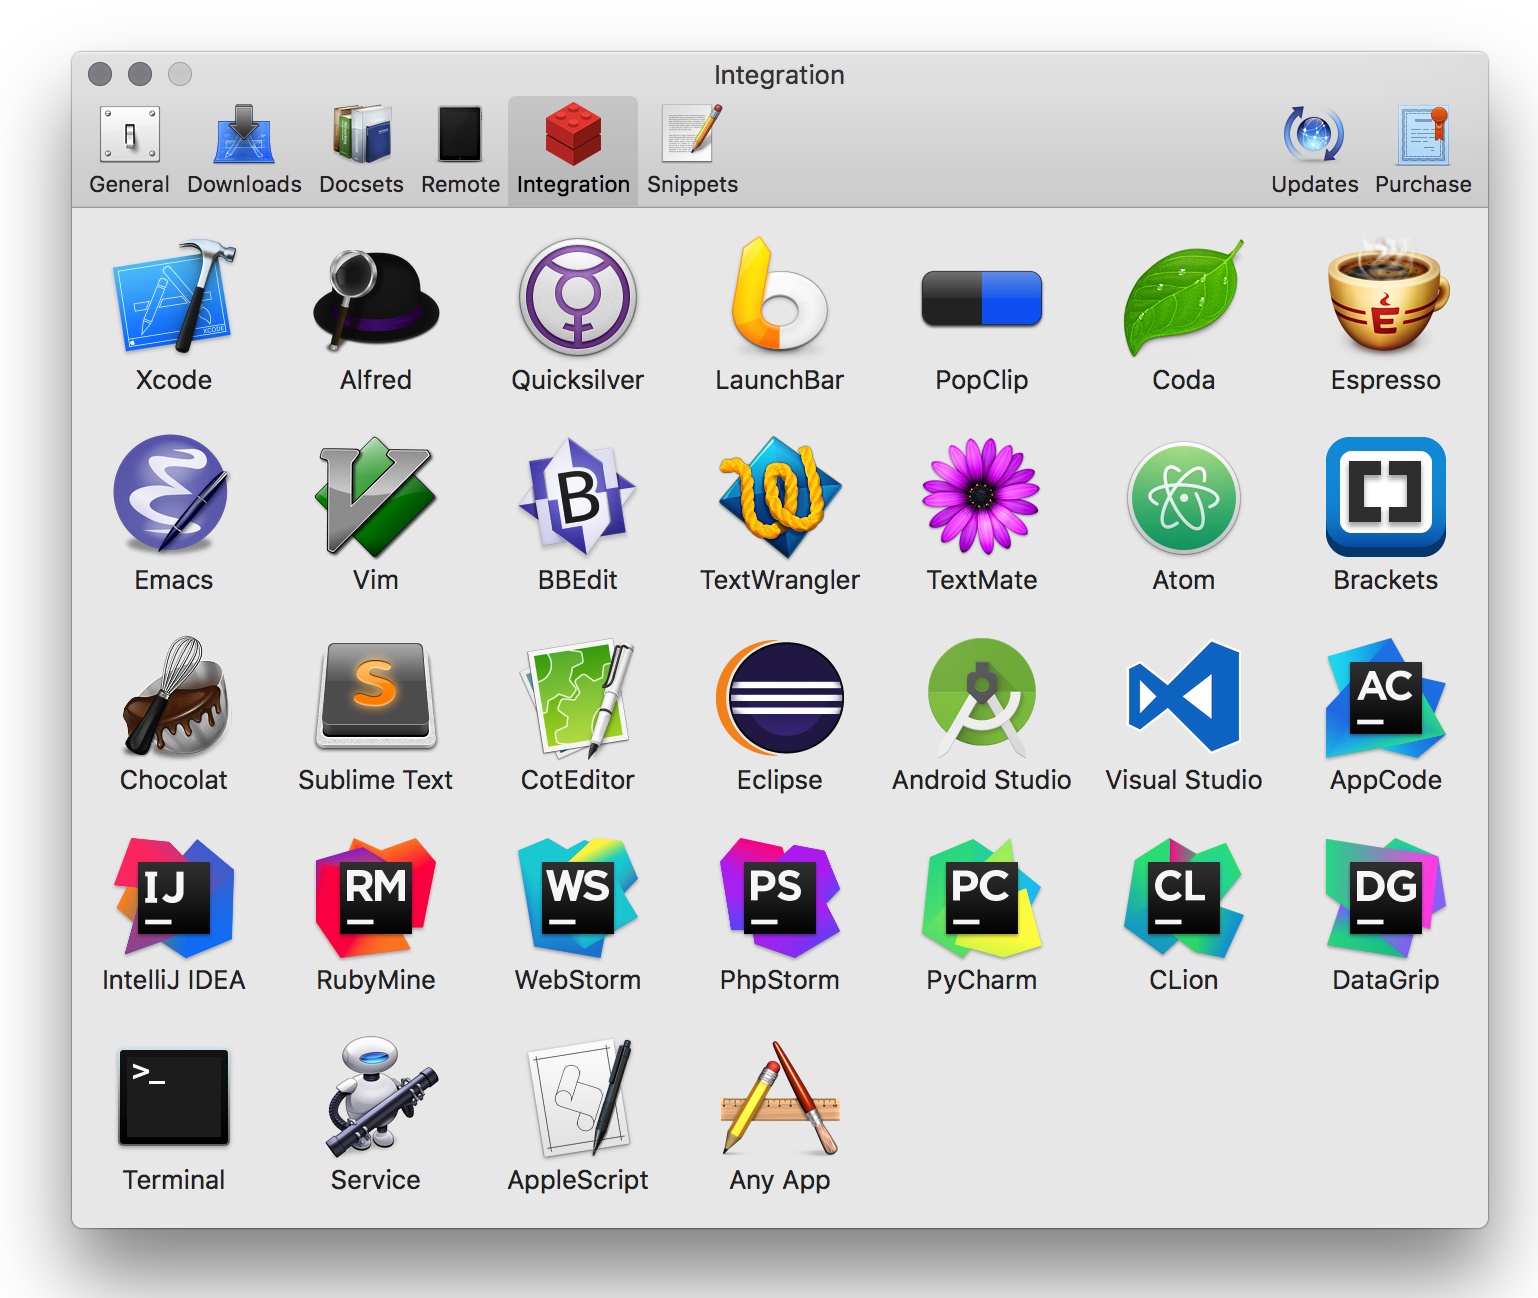 Integration
General Downloads Docsets Remote Integration Snippets Updates Purchase
XCODE
E
Xcode Alfred Quicksilver LaunchBar PopClip Coda Espresso
B
Emacs Vim BBEdit TextWrangler TextMate Atom Brackets
S
AC
Chocolat Sublime Text CotEditor Eclipse Android Studio Visual Studio AppCode
IJ RM WS PS PC CL DG
IntelliJ IDEA RubyMine WebStorm PhpStorm PyCharm CLion DataGrip
>_
Terminal Service AppleScript Any App